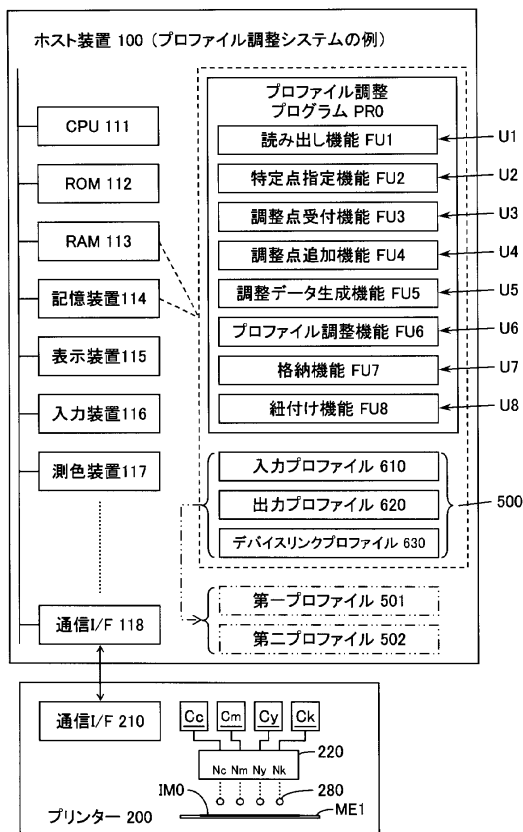 ホスト装置 100 (プロファイル調整システムの例)
CPU 111
ROM 112
RAM 113
記憶装置114
表示装置115
入力装置116
測色装置117
通信I/F 118
プロファイル調整
プログラム PR0
読み出し機能 FU1
U1
特定点指定機能 FU2
U2
調整点受付機能 FU3
U3
調整点追加機能 FU4
U4
調整データ生成機能 FU5
U5
プロファイル調整機能 FU6
U6
格納機能 FU7
U7
紐付け機能 FU8
U8
入力プロファイル 610
出力プロファイル 620
デバイスリンクプロファイル 630
500
第一プロファイル 501
第二プロファイル 502
通信I/F 210
Cc Cm Cy Ck
220
Nc Nm Ny Nk
280
IM0
ME1
プリンター 200